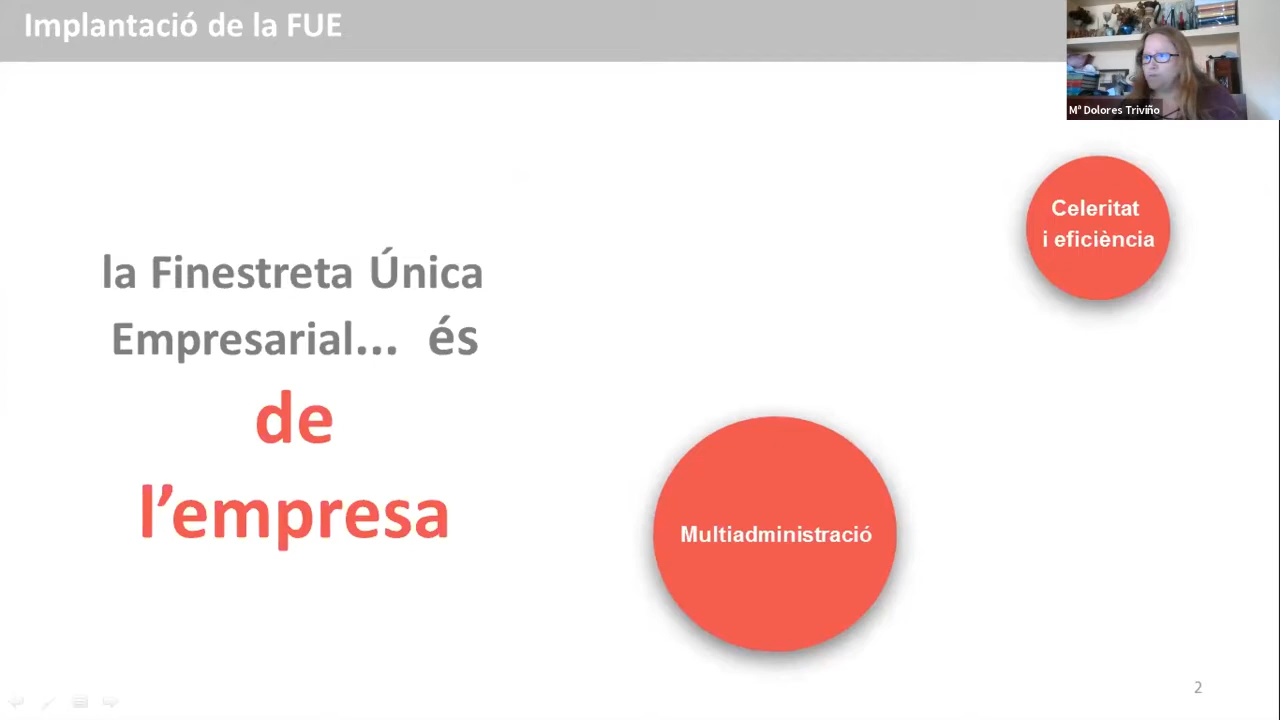 Implantació de la FUE
Mª Dolores Triviño
Celeritat
i eficiència
la Finestreta Única
Empresarial... és
de
l’empresa
Multiadministració
2